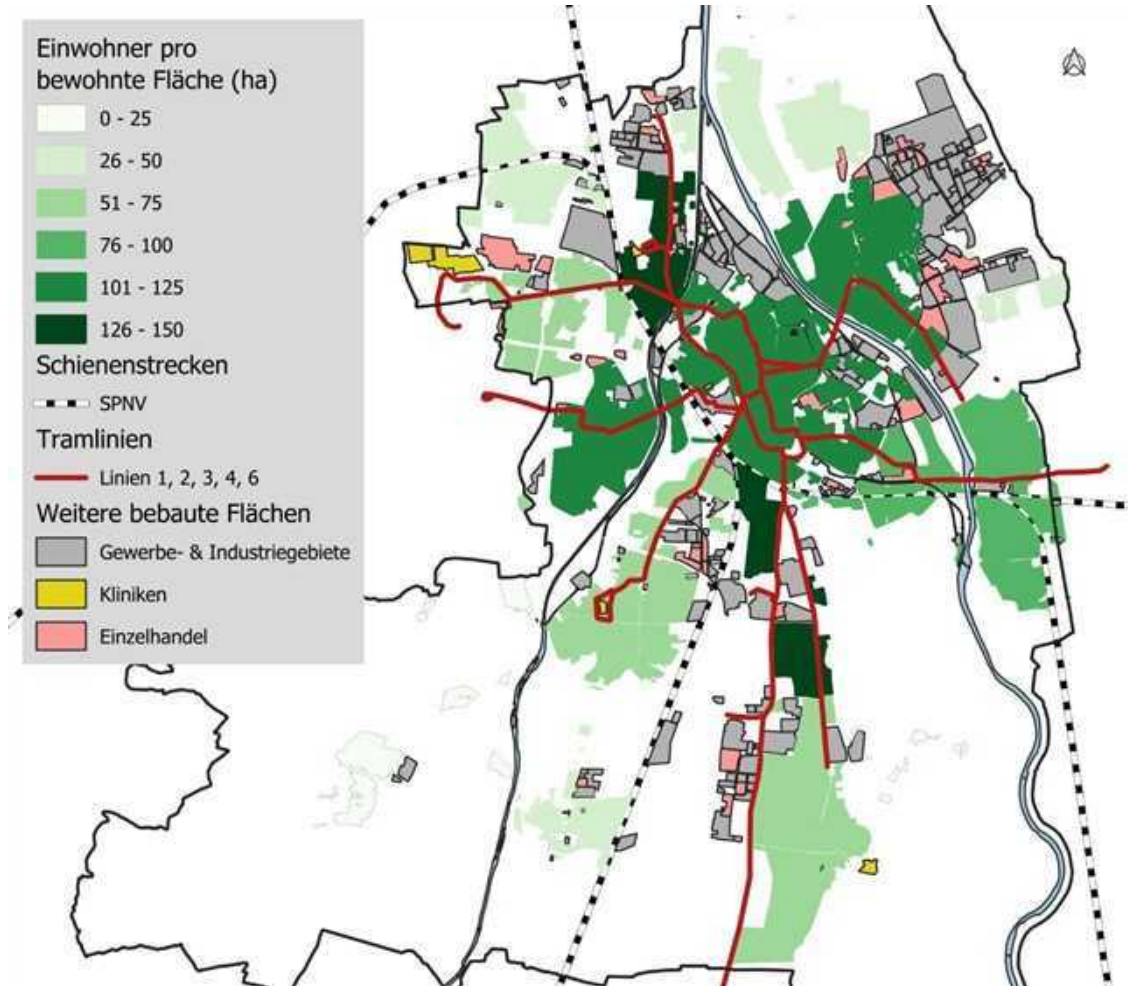 Einwohner pro
bewohnte Fläche (ha)
0 - 25
26 - 50
51 - 75
76 - 100
101 - 125
126 - 150
Schienenstrecken
SPNV
Tramlinien
Linien 1, 2, 3, 4, 6
Weitere bebaute Flächen
Gewerbe- & Industriegebiete
Kliniken
Einzelhandel